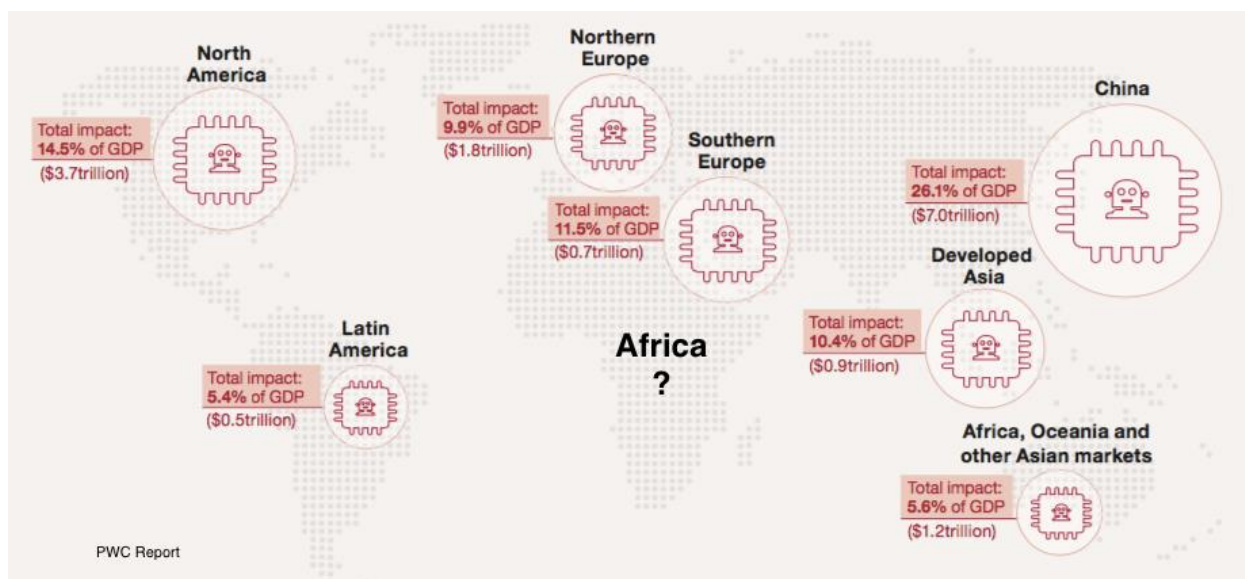 North
America
Total impact:
14.5% of GDP
($3.7trillion)
Northern
Europe
Total impact:
9.9% of GDP
($1.8trillion)
Southern
Europe
Total impact:
11.5% of GDP
($0.7trillion)
China
Total impact:
26.1% of GDP
($7.0trillion)
Developed
Asia
Total impact:
10.4% of GDP
($0.9trillion)
Latin
America
Total impact:
5.4% of GDP
($0.5trillion)
Africa
?
Africa, Oceania and
other Asian markets
Total impact:
5.6% of GDP
($1.2trillion)
PWC Report